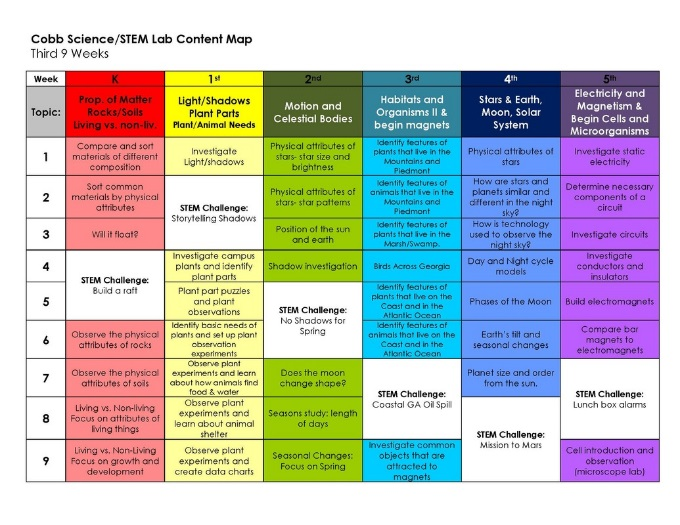 Cobb Science/STEM Lab Content Map
Third 9 Weeks
Week
K
1st
2nd
3rd
4th
5th
Topic:
Prop. of Matter
Rocks/Soils
Living vs. non-liv.
Light/Shadows
Plant Parts
Plant/Animal Needs
Motion and
Celestial Bodies
Habitats and
Organisms II &
begin magnets
Stars & Earth,
Moon, Solar
System
Electricity and
Magnetism &
Begin Cells and
Microorganisms
1
Compare and sort
materials of different
composition
Investigate
Light/shadows
Physical attributes of
stars- star size and
brightness
Identify features of
plants that live in the
Mountains and
Piedmont
Physical attributes of
stars
Investigate static
electricity
2
Sort common
materials by physical
attributes
STEM Challenge:
Storytelling Shadows
Physical attributes of
stars- star patterns
Identify features of
animals that live in the
Mountains and
Piedmont
How are stars and
planets similar and
different in the night
sky?
Determine necessary
components of a
circuit
3
Will it float?
Position of the sun
and earth
Identify features of
plants that live in the
Marsh/Swamp.
How is technology
used to observe the
night sky?
Investigate circuits
4
STEM Challenge:
Build a raft
Investigate campus
plants and identify
plant parts
Shadow investigation
Birds Across Georgia
Day and Night cycle
models
Investigate
conductors and
insulators
5
Plant part puzzles
and plant
observations
STEM Challenge:
No Shadows for
Spring
Identify features of
plants that live on the
Coast and in the
Atlantic Ocean
Phases of the Moon
Build electromagnets
6
Observe the physical
attributes of rocks
Identify basic needs of
plants and set up plant
observation
experiments
Identify features of
animals that live on the
Coast and in the
Atlantic Ocean
Earth's tilt and
seasonal changes
Compare bar
magnets to
electromagnets
7
Observe the physical
attributes of soils
Observe plant
experiments and learn
about how animals find
food & water
Does the moon
change shape?
STEM Challenge:
Coastal GA Oil Spill
Planet size and order
from the sun.
STEM Challenge:
Lunch box alarms
8
Living vs. Non-living
Focus on attributes of
living things
Observe plant
experiments and
learn about animal
shelter
Seasons study: length
of days
STEM Challenge:
Mission to Mars
9
Living vs. Non-Living
Focus on growth and
development
Observe plant
experiments and
create data charts
Seasonal Changes:
Focus on Spring
Investigate common
objects that are
attracted to
magnets
Cell introduction and
observation
(microscope lab)